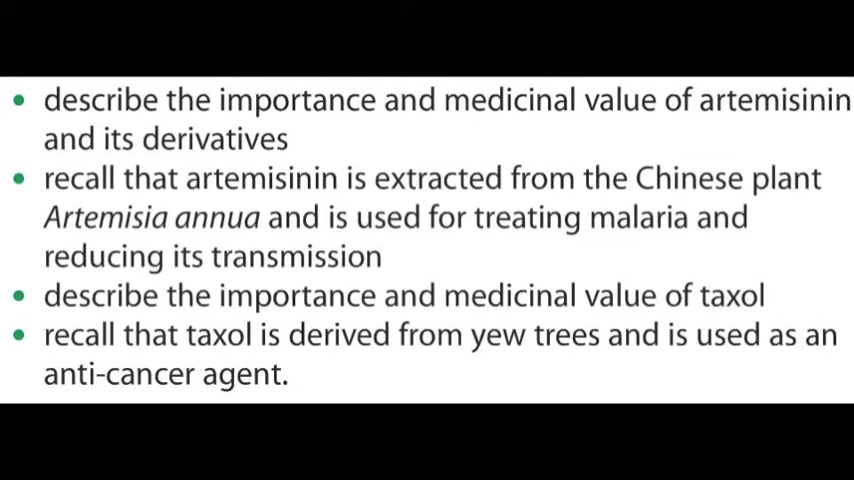 • describe the importance and medicinal value of artemisinin
and its derivatives
• recall that artemisinin is extracted from the Chinese plant
Artemisia annua and is used for treating malaria and
reducing its transmission
• describe the importance and medicinal value of taxol
• recall that taxol is derived from yew trees and is used as an
anti-cancer agent.